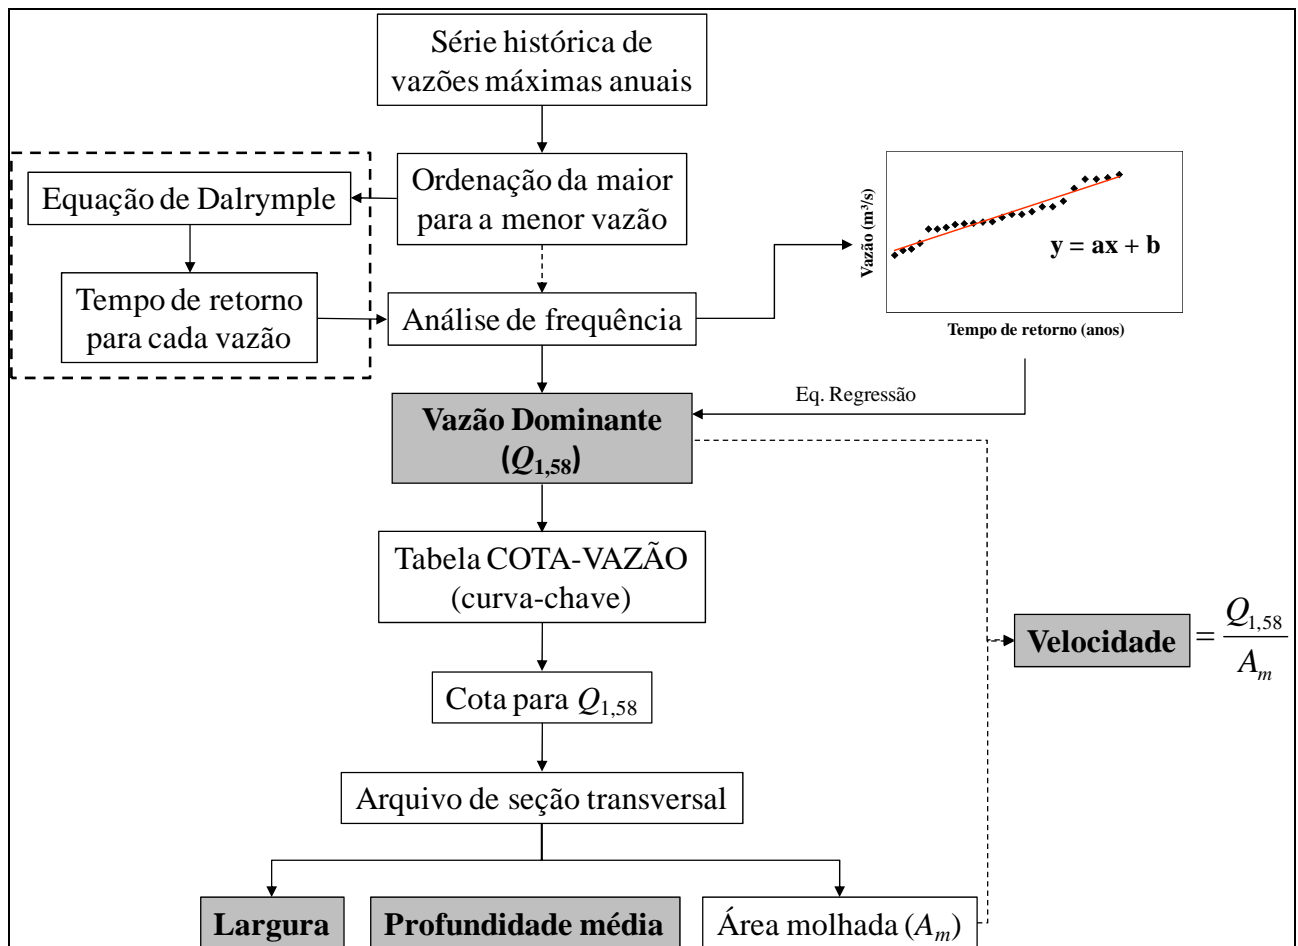 Série histórica de
vazões máximas anuais
Equação de Dalrymple
Ordenação da maior
para a menor vazão
Tempo de retorno
para cada vazão
Análise de frequência
Vazão (m³/s)
y = ax + b
Tempo de retorno (anos)
Eq. Regressão
Vazão Dominante
(Q1,58)
Tabela COTA-VAZÃO
(curva-chave)
Velocidade = Q1,58 / Am
Cota para Q1,58
Arquivo de seção transversal
Largura
Profundidade média
Área molhada (Am)